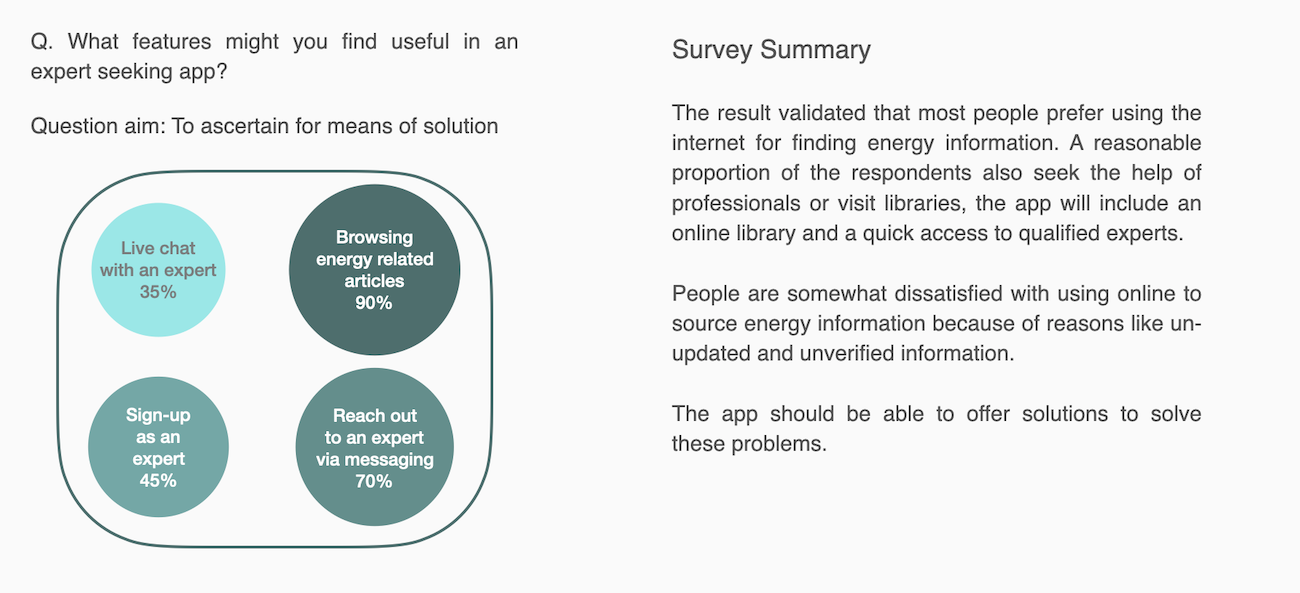 Q. What features might you find useful in an
expert seeking app?
Question aim: To ascertain for means of solution
Live chat
with an expert
35%
Browsing
energy related
articles
90%
Sign-up
as an
expert
45%
Reach out
to an expert
via messaging
70%
Survey Summary
The result validated that most people prefer using the
internet for finding energy information. A reasonable
proportion of the respondents also seek the help of
professionals or visit libraries, the app will include an
online library and a quick access to qualified experts.
People are somewhat dissatisfied with using online to
source energy information because of reasons like un-
updated and unverified information.
The app should be able to offer solutions to solve
these problems.